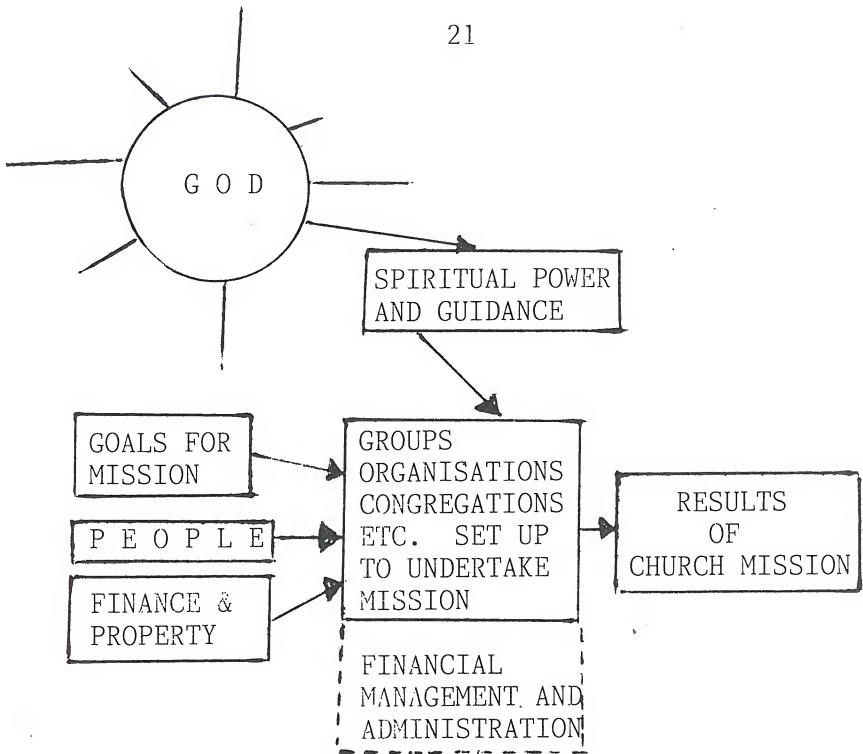 21
G O D
SPIRITUAL POWER
AND GUIDANCE
GOALS FOR
MISSION
P E O P L E
FINANCE &
PROPERTY
GROUPS
ORGANISATIONS
CONGREGATIONS
ETC. SET UP
TO UNDERTAKE
MISSION
RESULTS
OF
CHURCH MISSION
FINANCIAL
MANAGEMENT AND
ADMINISTRATION